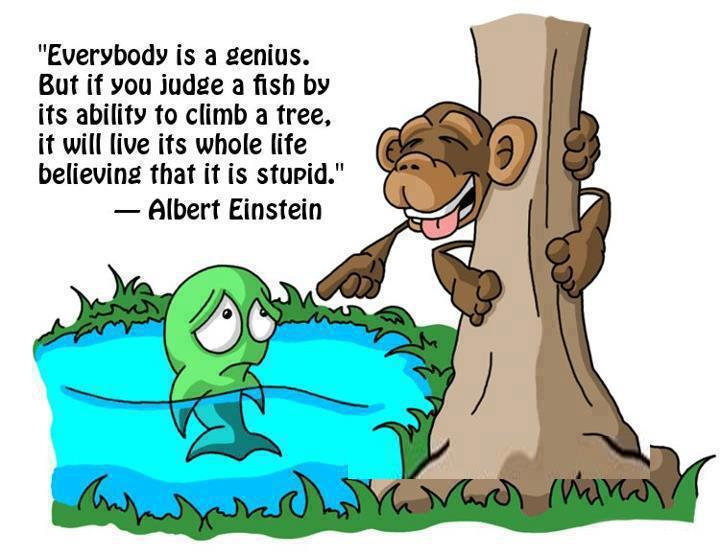 "Everybody is a genius.
But if you judge a fish by
its ability to climb a tree,
it will live its whole life
believing that it is stupid."
— Albert Einstein